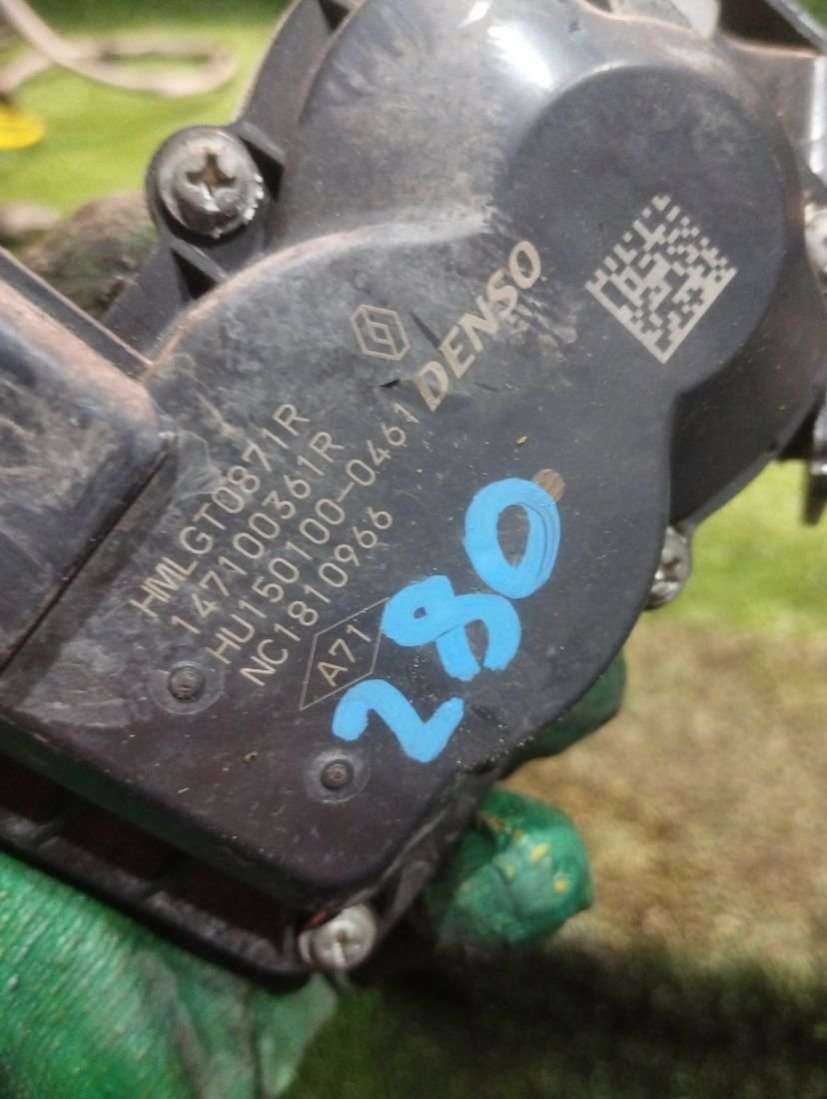 DENSO
HMLGT0871R
147100361R
HU150100-0461
NC1810966
A71
280